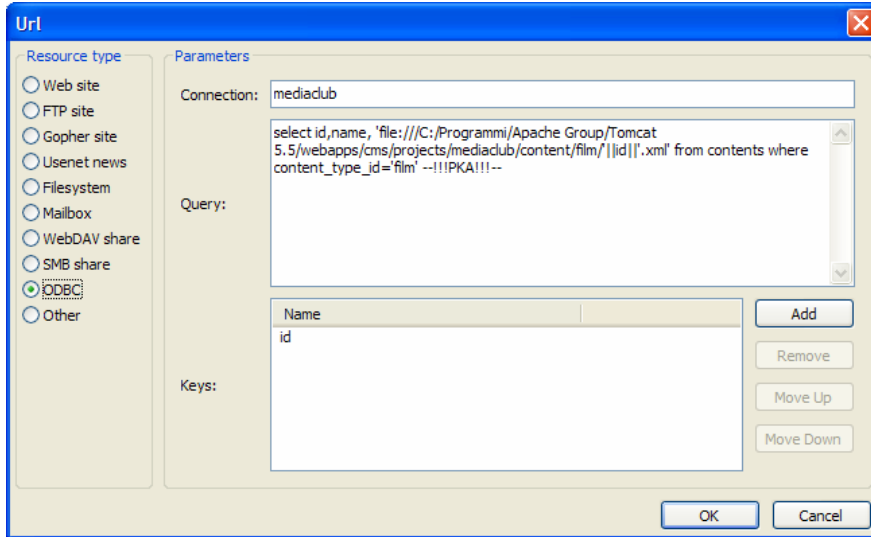 Url
Resource type
Web site
FTP site
Gopher site
Usenet news
Filesystem
Mailbox
WebDAV share
SMB share
ODBC
Other
Parameters
Connection: mediaclub
Query:
select id,name, 'file:///C:/Programmi/Apache Group/Tomcat
5.5/webapps/cms/projects/mediaclub/content/film/'||id||'.xml' from contents where
content_type_id='film' --!!!PKA!!!--
Keys:
Name
id
Add
Remove
Move Up
Move Down
OK
Cancel